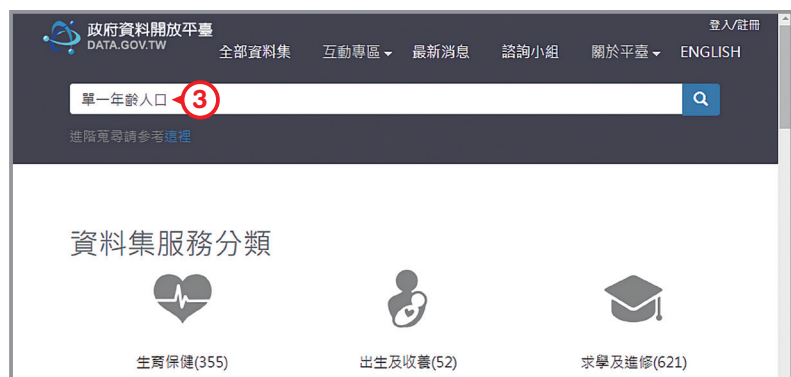 政府資料開放平臺
DATA.GOV.TW
登入/註冊
全部資料集 互動專區 最新消息 諮詢小組 關於平臺 ENGLISH
單一年齡人口
3
進階蒐尋請參考這裡
資料集服務分類
生育保健(355) 出生及收養(52) 求學及進修(621)